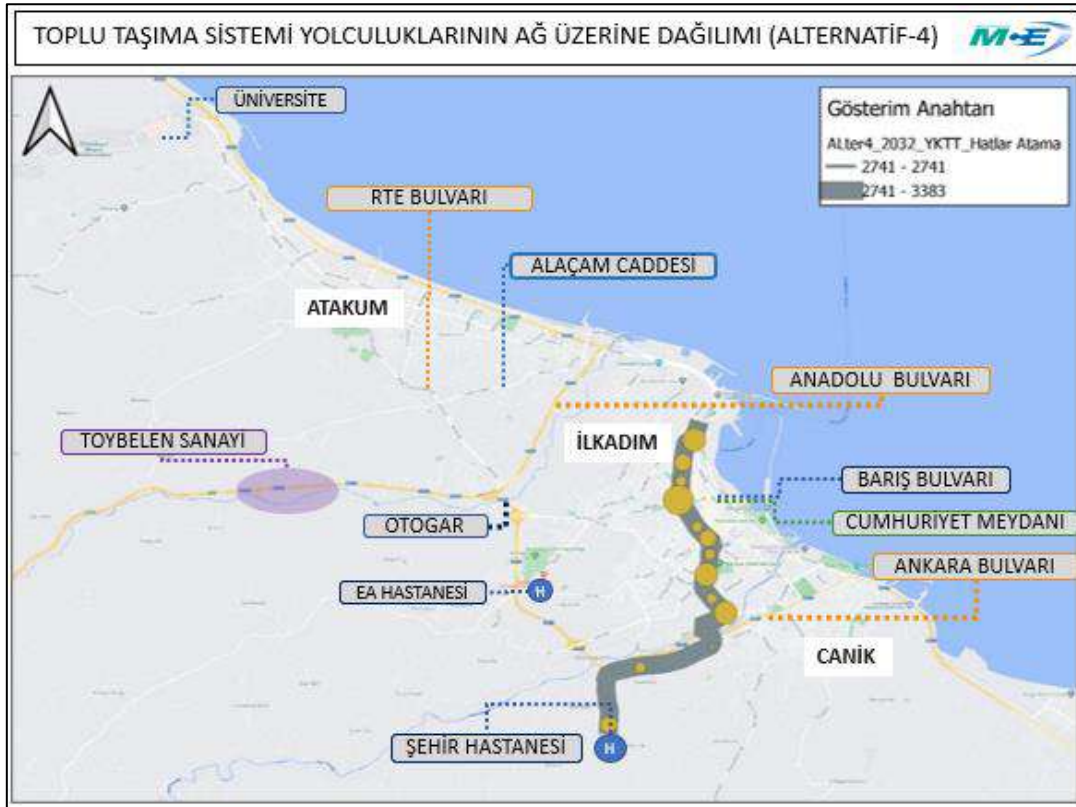 TOPLU TAŞIMA SİSTEMİ YOLCULUKLARININ AĞ ÜZERİNE DAĞILIMI (ALTERNATİF-4)
ÜNİVERSİTE
Gösterim Anahtarı
ALter4_2032_YKTT_Hatlar Atama
2741 - 2741
2741 - 3383
RTE BULVARI
ALAÇAM CADDESİ
ATAKUM
ANADOLU BULVARI
TOYBELEN SANAYİ
İLKADIM
BARIŞ BULVARI
OTOGAR
CUMHURİYET MEYDANI
ANKARA BULVARI
EA HASTANESİ
H
CANİK
ŞEHİR HASTANESİ
H